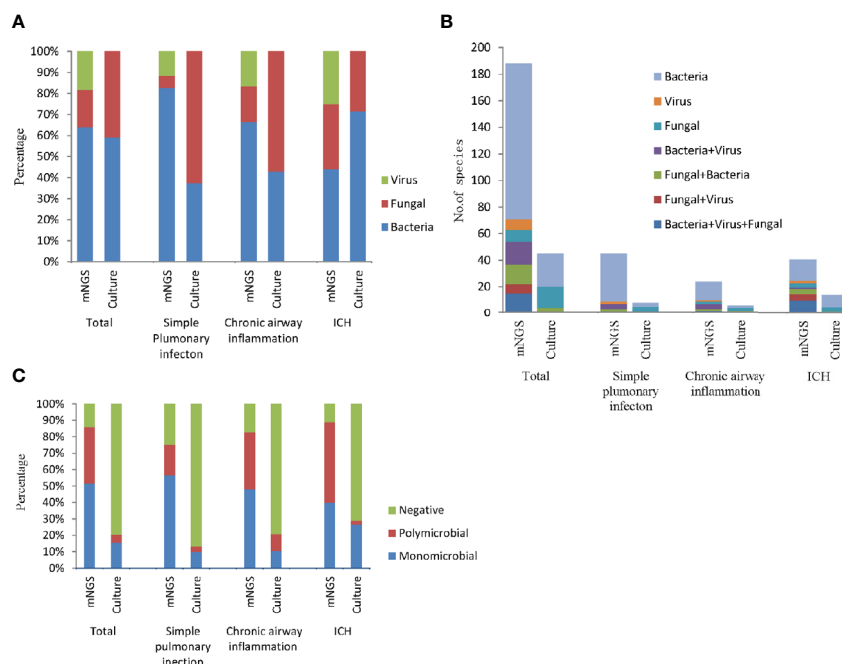 A
100%
90%
80%
70%
60%
50%
40%
30%
20%
10%
0%
Percentage
mNGS
Culture
mNGS
Culture
mNGS
Culture
mNGS
Culture
Total
Simple
Plumonary
infecton
Chronic airway
inflammation
ICH
Virus
Fungal
Bacteria
B
200
180
160
140
120
100
80
60
40
20
0
No.of species
Bacteria
Virus
Fungal
Bacteria+Virus
Fungal+Bacteria
Fungal+Virus
Bacteria+Virus+Fungal
mNGS
Culture
mNGS
Culture
mNGS
Culture
mNGS
Culture
Total
Simple
plumonary
infecton
Chronic airway
inflammation
ICH
C
100%
90%
80%
70%
60%
50%
40%
30%
20%
10%
0%
Percentage
Negative
Polymicrobial
Monomicrobial
mNGS
Culture
mNGS
Culture
mNGS
Culture
mNGS
Culture
Total
Simple
pulmonary
inection
Chronic airway
inflammation
ICH